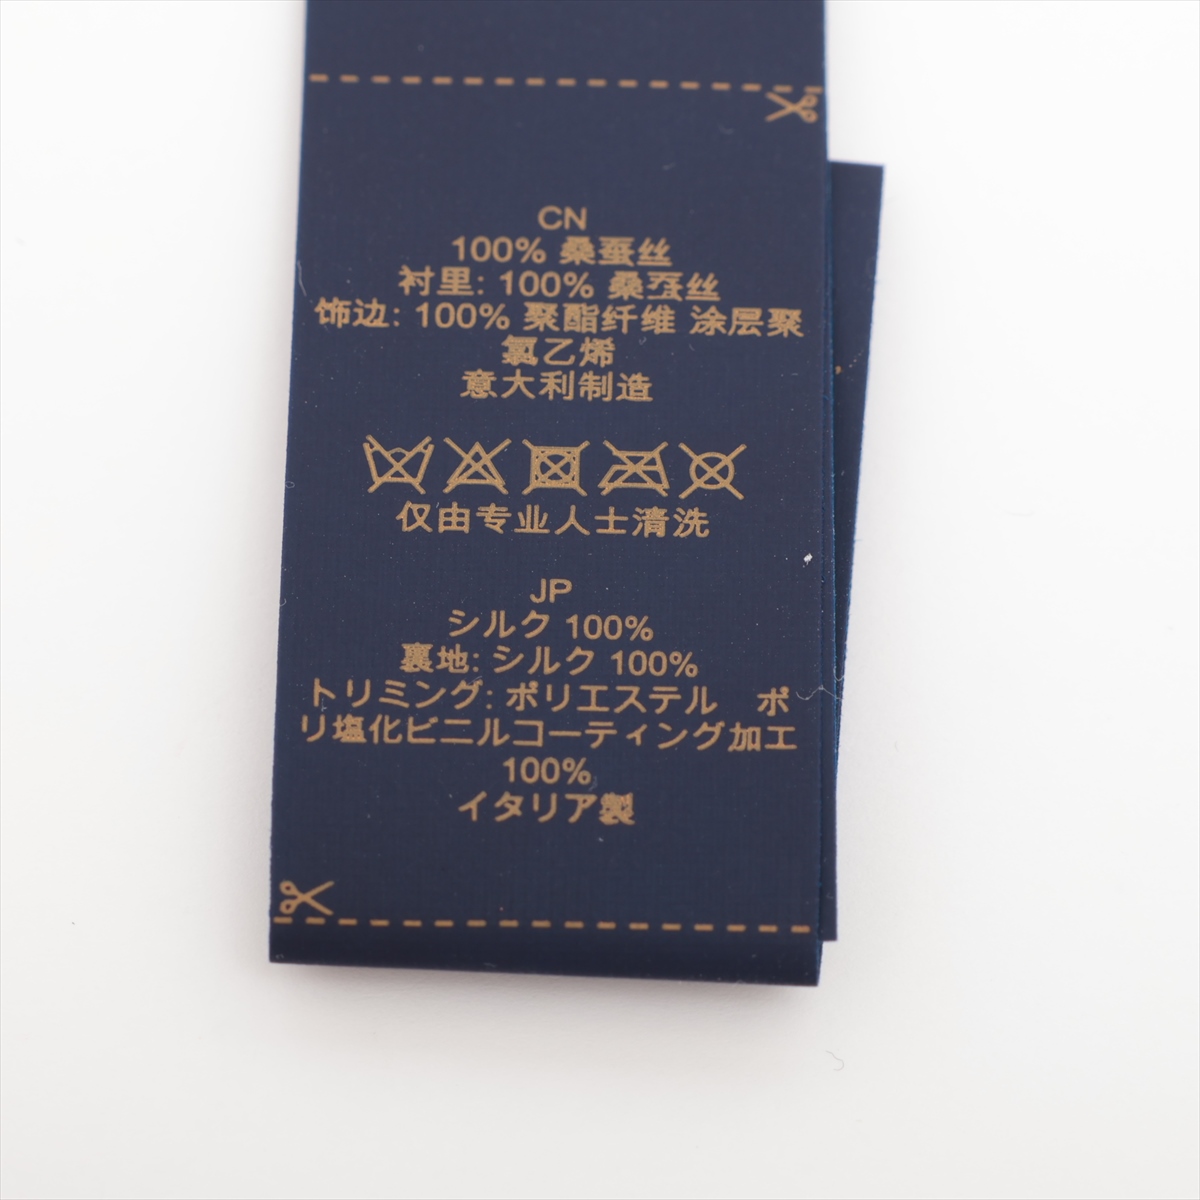 CN
100% 桑蚕丝
衬里: 100% 桑蚕丝
饰边: 100% 聚酯纤维 涂层聚
氯乙烯
意大利制造
仅由专业人士清洗
JP
シルク 100%
裏地: シルク 100%
トリミング: ポリエステル　ポ
リ塩化ビニルコーティング加工
100%
イタリア製